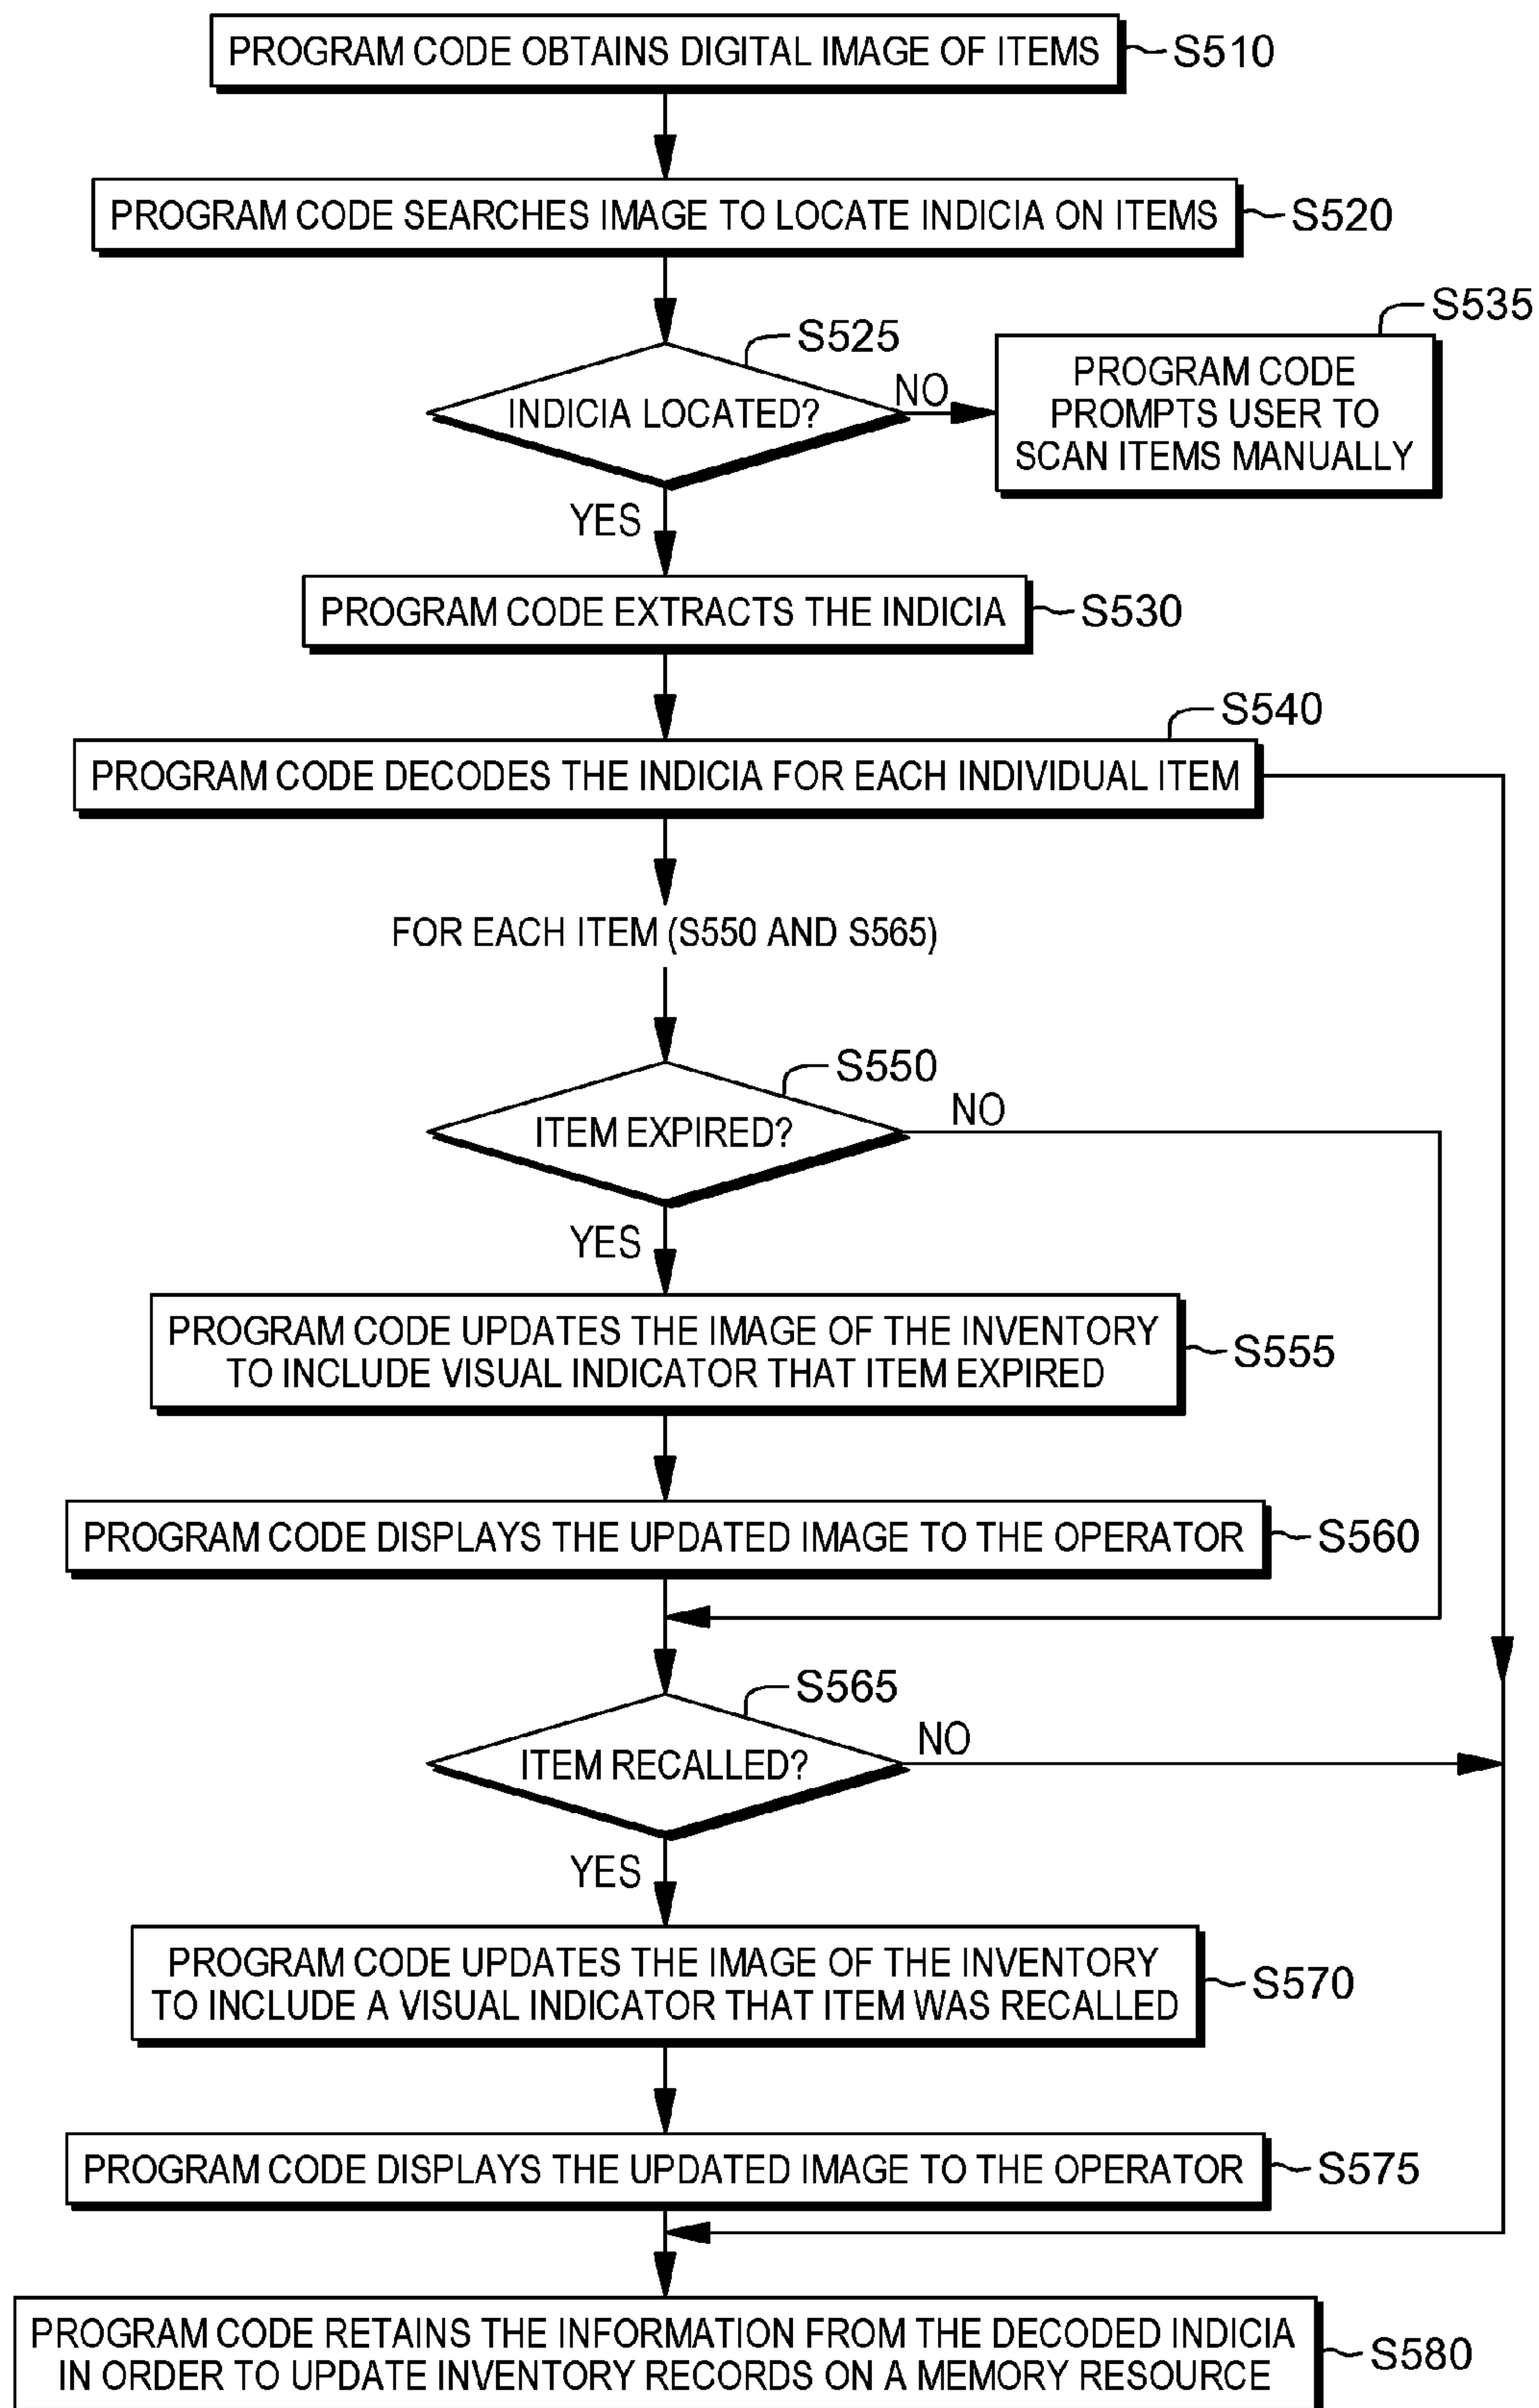 PROGRAM CODE OBTAINS DIGITAL IMAGE OF ITEMS
S510
PROGRAM CODE SEARCHES IMAGE TO LOCATE INDICIA ON ITEMS
S520
S525
INDICIA LOCATED?
NO
S535
PROGRAM CODE
PROMPTS USER TO
SCAN ITEMS MANUALLY
YES
PROGRAM CODE EXTRACTS THE INDICIA
S530
S540
PROGRAM CODE DECODES THE INDICIA FOR EACH INDIVIDUAL ITEM
FOR EACH ITEM (S550 AND S565)
S550
ITEM EXPIRED?
NO
YES
PROGRAM CODE UPDATES THE IMAGE OF THE INVENTORY
TO INCLUDE VISUAL INDICATOR THAT ITEM EXPIRED
S555
PROGRAM CODE DISPLAYS THE UPDATED IMAGE TO THE OPERATOR
S560
S565
ITEM RECALLED?
NO
YES
PROGRAM CODE UPDATES THE IMAGE OF THE INVENTORY
TO INCLUDE A VISUAL INDICATOR THAT ITEM WAS RECALLED
S570
PROGRAM CODE DISPLAYS THE UPDATED IMAGE TO THE OPERATOR
S575
PROGRAM CODE RETAINS THE INFORMATION FROM THE DECODED INDICIA
IN ORDER TO UPDATE INVENTORY RECORDS ON A MEMORY RESOURCE
S580